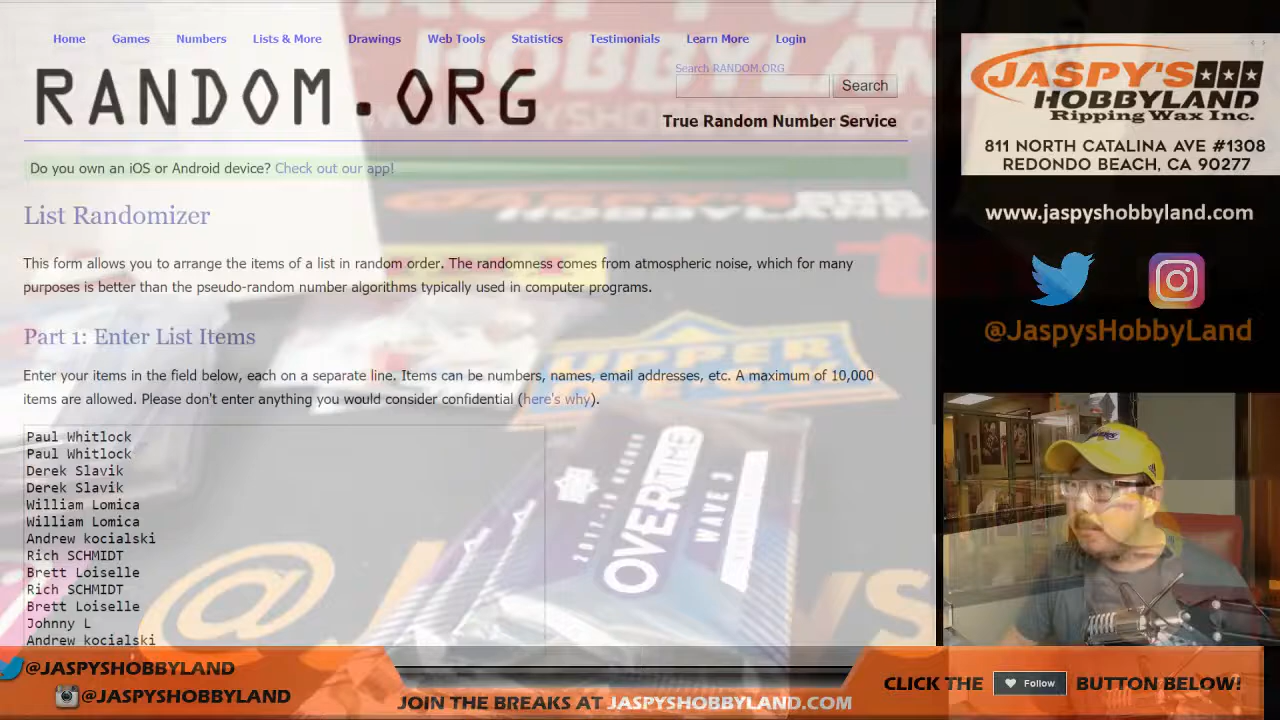 Home Games Numbers Lists & More Drawings Web Tools Statistics Testimonials Learn More Login
RANDOM.ORG
Search RANDOM.ORG
Search
True Random Number Service
Do you own an iOS or Android device? Check out our app!
List Randomizer
This form allows you to arrange the items of a list in random order. The randomness comes from atmospheric noise, which for many
purposes is better than the pseudo-random number algorithms typically used in computer programs.
Part 1: Enter List Items
Enter your items in the field below, each on a separate line. Items can be numbers, names, email addresses, etc. A maximum of 10,000
items are allowed. Please don't enter anything you would consider confidential (here's why).
Paul Whitlock
Paul Whitlock
Derek Slavik
Derek Slavik
William Lomica
William Lomica
Andrew kocialski
Rich SCHMIDT
Brett Loiselle
Rich SCHMIDT
Brett Loiselle
Johnny L
Andrew kocialski
HOBBYLAND
HOBBYLAND
UPPER
OVERTIME
WAVE 3
JASPY'S
HOBBYLAND
Ripping Wax Inc.
811 NORTH CATALINA AVE #1308
REDONDO BEACH, CA 90277
www.jaspyshobbyland.com
@JaspysHobbyLand
@JASPYSHOBBYLAND
@JASPYSHOBBYLAND
JOIN THE BREAKS AT JASPYSHOBBYLAND.COM
CLICK THE Follow BUTTON BELOW!